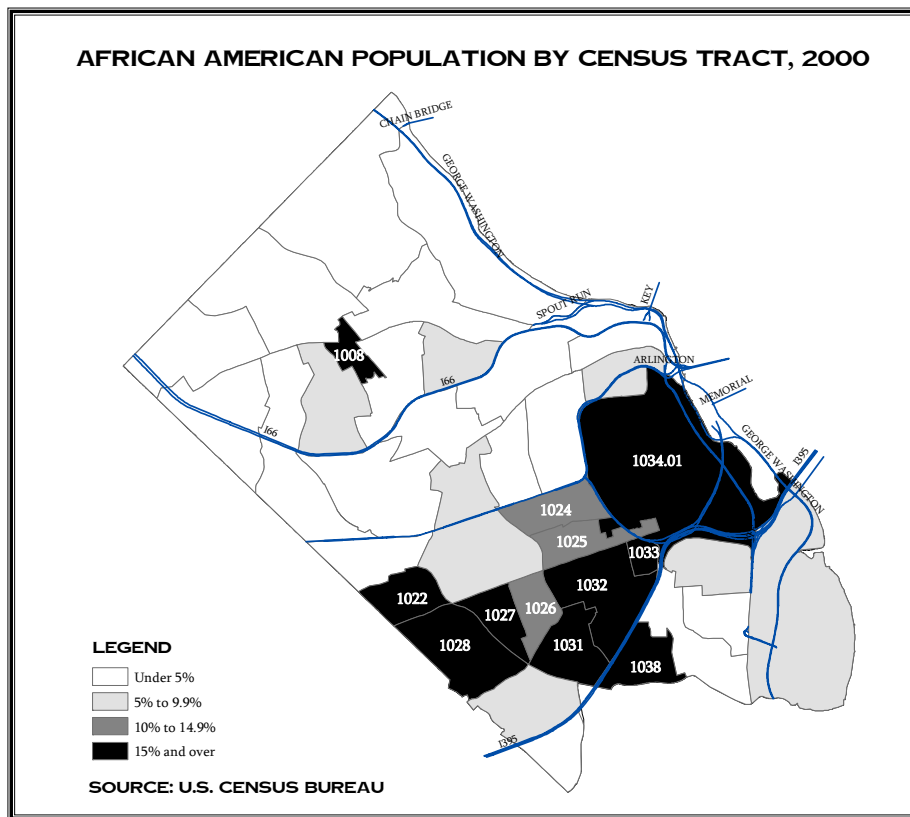 AFRICAN AMERICAN POPULATION BY CENSUS TRACT, 2000
CHAIN BRIDGE
GEORGE WASHINGTON
SPOUT RUN
KEY
1008
ARLINGTON
I66
MEMORIAL
I66
GEORGE WASHINGTON
I395
1034.01
1024
1025
1033
1022
1027
1026
1032
1028
1031
1038
I395
LEGEND
Under 5%
5% to 9.9%
10% to 14.9%
15% and over
SOURCE: U.S. CENSUS BUREAU